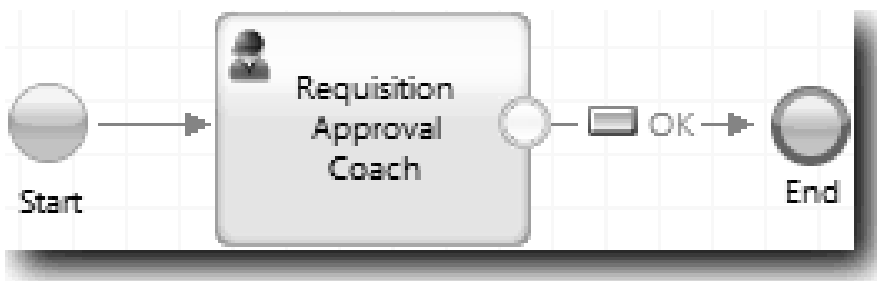 Requisition
Approval
Coach
OK
Start
End